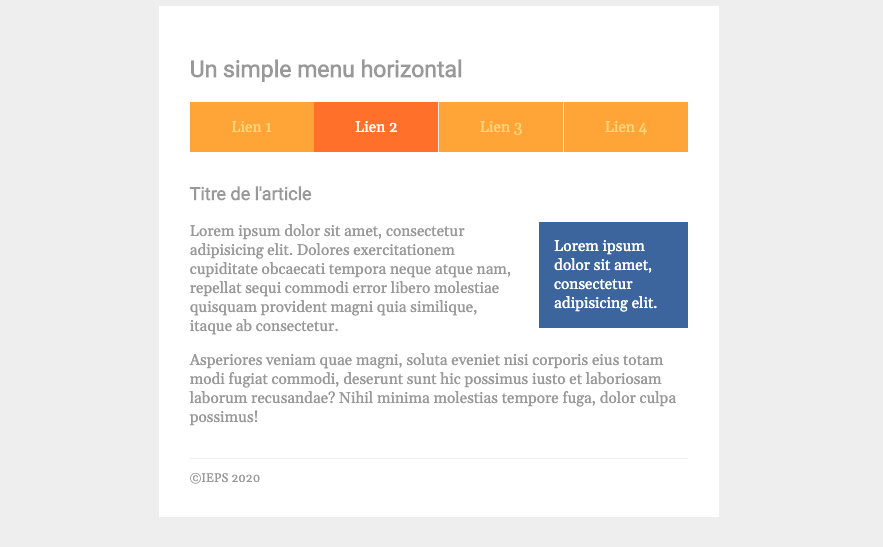 Un simple menu horizontal
Lien 1
Lien 2
Lien 3
Lien 4
Titre de l'article
Lorem ipsum dolor sit amet, consectetur
adipisicing elit. Dolores exercitationem
cupiditate obcaecati tempora neque atque nam,
repellat sequi commodi error libero molestiae
quisquam provident magni quia similique,
itaque ab consectetur.
Lorem ipsum
dolor sit amet,
consectetur
adipisicing elit.
Asperiores veniam quae magni, soluta eveniet nisi corporis eius totam
modi fugiat commodi, deserunt sunt hic possimus iusto et laboriosam
laborum recusandae? Nihil minima molestias tempore fuga, dolor culpa
possimus!
©IEPS 2020